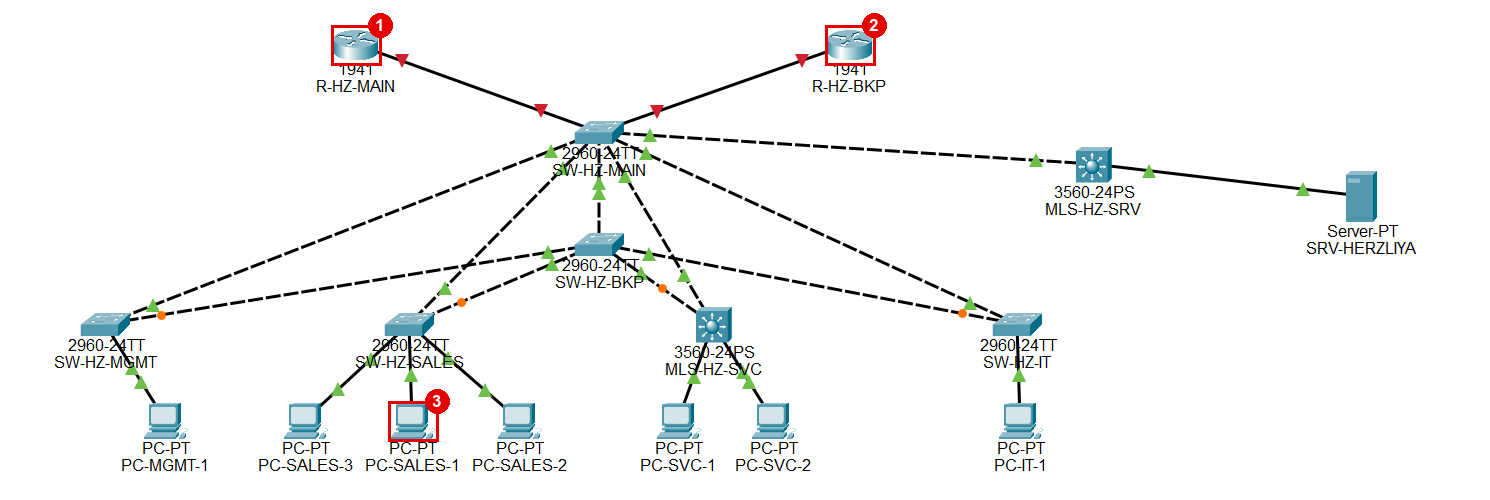 1
2
1941
R-HZ-MAIN
1941
R-HZ-BKP
2960-24TT
SW-HZ-MAIN
3560-24PS
MLS-HZ-SRV
Server-PT
SRV-HERZLIYA
2960-24TT
SW-HZ-BKP
2960-24TT
SW-HZ-MGMT
2960-24TT
SW-HZ-SALES
3560-24PS
MLS-HZ-SVC
2960-24TT
SW-HZ-IT
3
PC-PT
PC-MGMT-1
PC-PT
PC-SALES-3
PC-PT
PC-SALES-1
PC-PT
PC-SALES-2
PC-PT
PC-SVC-1
PC-PT
PC-SVC-2
PC-PT
PC-IT-1